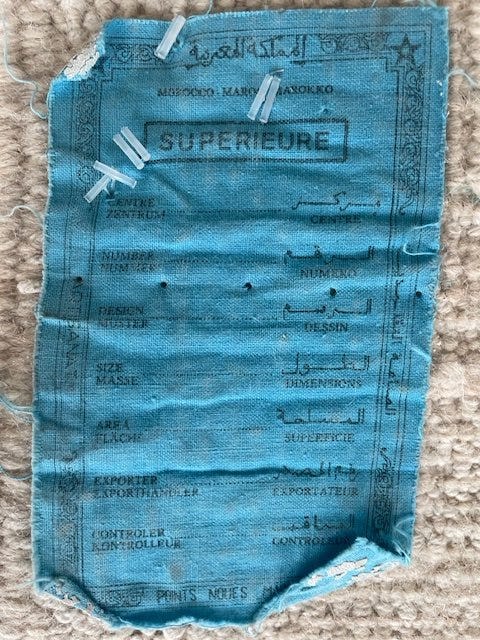 المملكة المغربية
MOROCCO - MAROC MAROKKO
SUPERIEURE
CENTRE مركز
ZENTRUM CENTRE
NUMBER الرقم
NUMMER NUMERO
DESIGN الرسم
MUSTER DESSIN
SIZE الطول
MASSE DIMENSIONS
AREA المساحة
FLÄCHE SUPERFICIE
EXPORTER
EXPORTHÄNDLER EXPORTATEUR
CONTROLER المراقب
KONTROLLEUR CONTROLEUR
POINTS NOUES